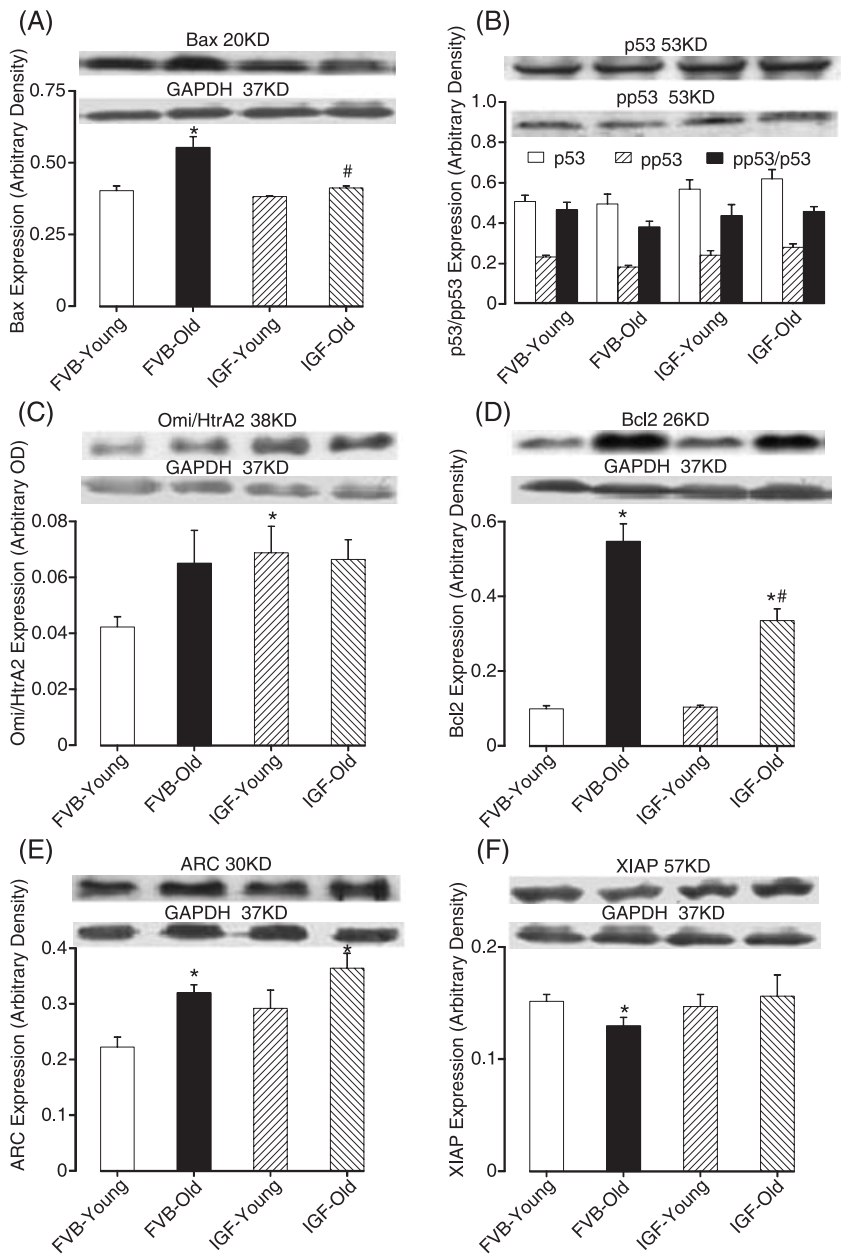 (A)
Bax 20KD
GAPDH 37KD
Bax Expression (Arbitrary Density)
0.75
0.50
0.25
0
*
#
FVB-Young
FVB-Old
IGF-Young
IGF-Old
(B)
p53 53KD
pp53 53KD
p53/pp53 Expression (Arbitrary Density)
1.0
0.8
0.6
0.4
0.2
0
p53 pp53 pp53/p53
FVB-Young
FVB-Old
IGF-Young
IGF-Old
(C)
Omi/HtrA2 38KD
GAPDH 37KD
Omi/HtrA2 Expression (Arbitrary OD)
0.08
0.06
0.04
0.02
0
*
FVB-Young
FVB-Old
IGF-Young
IGF-Old
(D)
Bcl2 26KD
GAPDH 37KD
Bcl2 Expression (Arbitrary Density)
0.6
0.4
0.2
0
*
*#
FVB-Young
FVB-Old
IGF-Young
IGF-Old
(E)
ARC 30KD
GAPDH 37KD
ARC Expression (Arbitrary Density)
0.4
0.3
0.2
0.1
0
*
*
FVB-Young
FVB-Old
IGF-Young
IGF-Old
(F)
XIAP 57KD
GAPDH 37KD
XIAP Expression (Arbitrary Density)
0.2
0.1
0
*
FVB-Young
FVB-Old
IGF-Young
IGF-Old